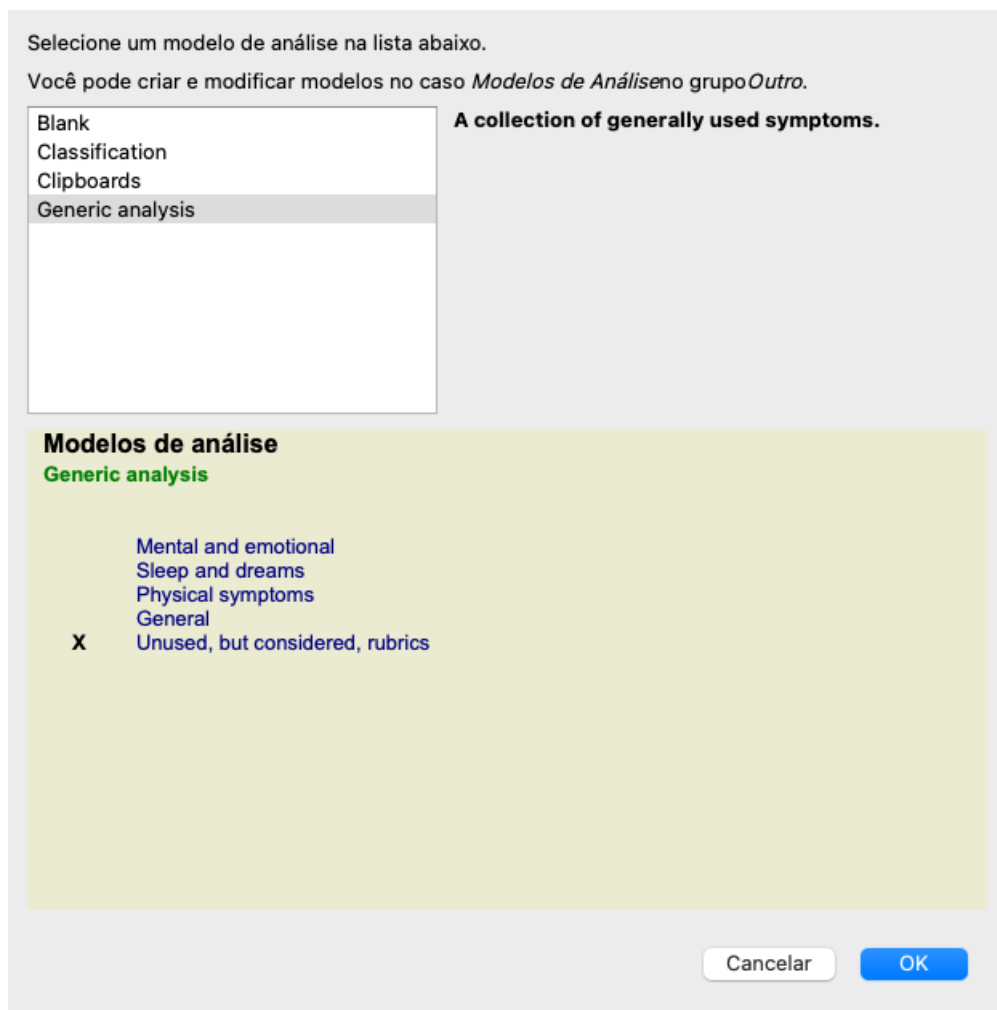 Selecione um modelo de análise na lista abaixo.
Você pode criar e modificar modelos no caso Modelos de Análiseno grupoOutro.
Blank
Classification
Clipboards
Generic analysis
A collection of generally used symptoms.
Modelos de análise
Generic analysis
Mental and emotional
Sleep and dreams
Physical symptoms
General
X Unused, but considered, rubrics
Cancelar OK